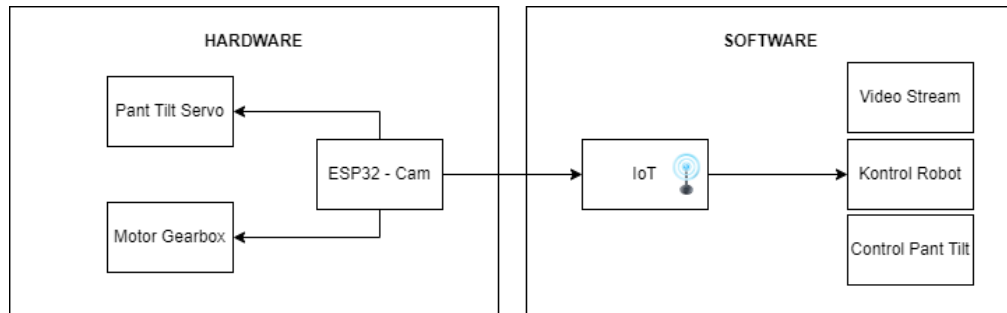 HARDWARE
Pant Tilt Servo
ESP32 - Cam
Motor Gearbox
SOFTWARE
IoT
Video Stream
Kontrol Robot
Control Pant Tilt